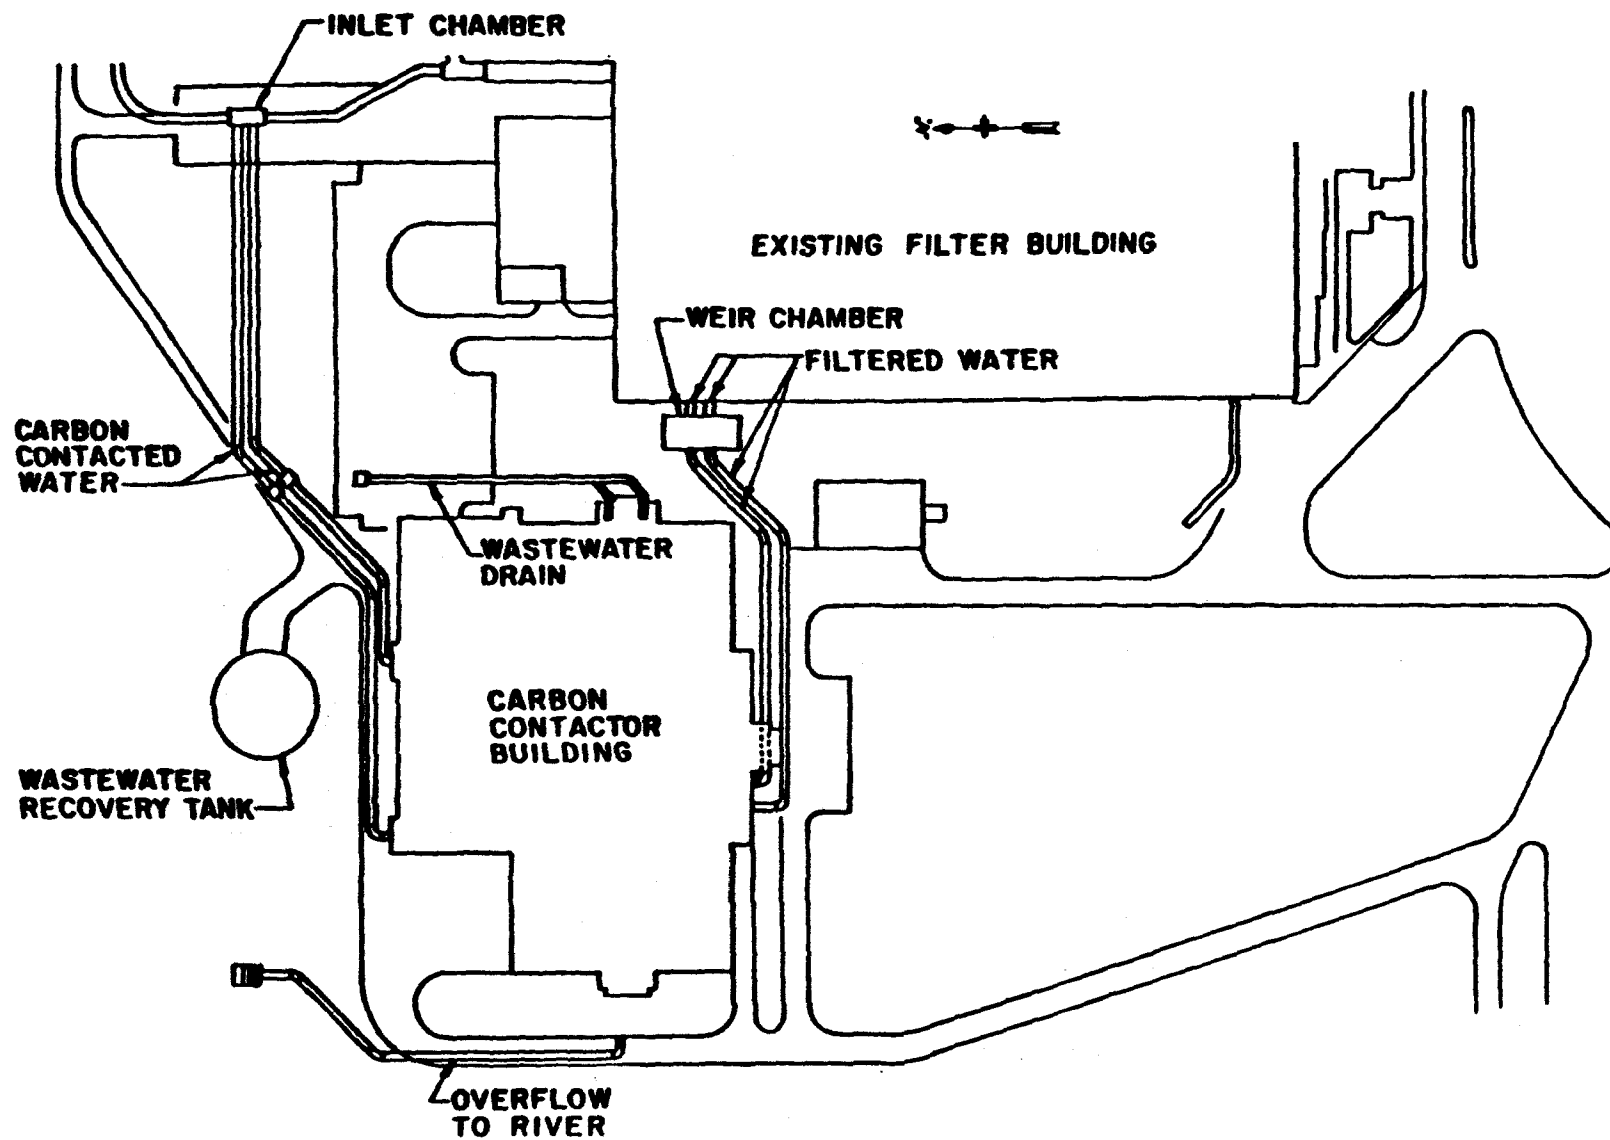 INLET CHAMBER
EXISTING FILTER BUILDING
WEIR CHAMBER
FILTERED WATER
CARBON
CONTACTED
WATER
WASTEWATER
DRAIN
CARBON
CONTACTOR
BUILDING
WASTEWATER
RECOVERY TANK
OVERFLOW
TO RIVER